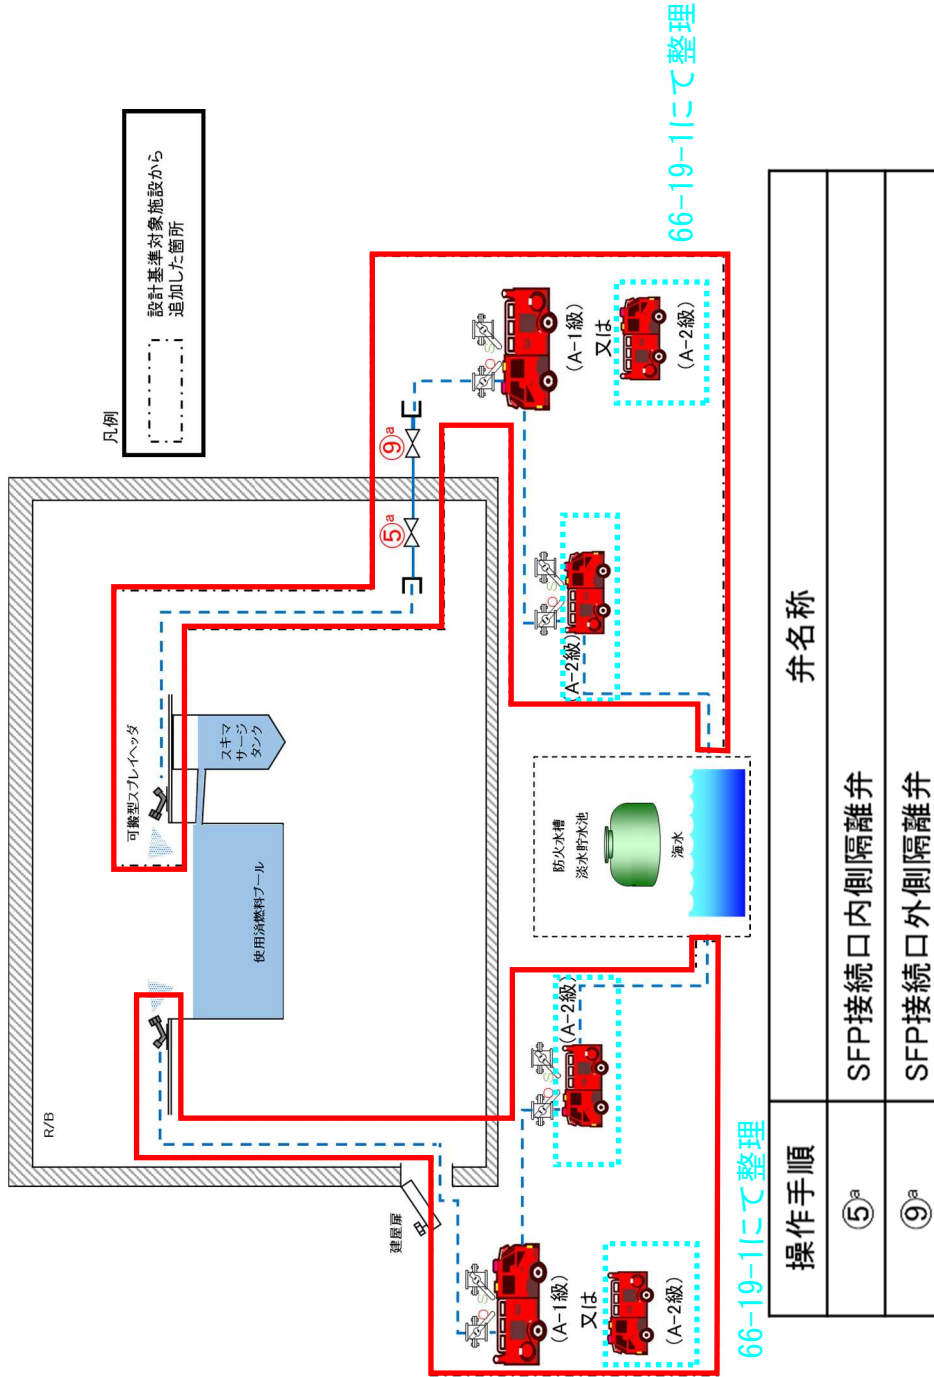 凡例
設計基準対象施設から
追加した箇所
R/B
可搬型スプレイヘッダ
スキマ
サージ
タンク
使用済燃料プール
建屋扉
⑤a
⑨a
(A-1級)
又は
(A-2級)
(A-2級)
防火水槽
淡水貯水池
海水
(A-2級)
(A-1級)
又は
(A-2級)
66-19-1にて整理
66-19-1にて整理
操作手順
弁名称
⑤a
SFP接続口内側隔離弁
⑨a
SFP接続口外側隔離弁